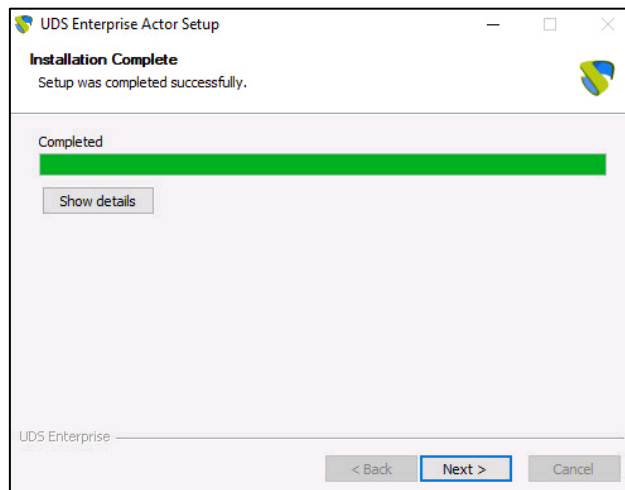 UDS Enterprise Actor Setup
Installation Complete
Setup was completed successfully.
Completed
Show details
UDS Enterprise
< Back Next > Cancel